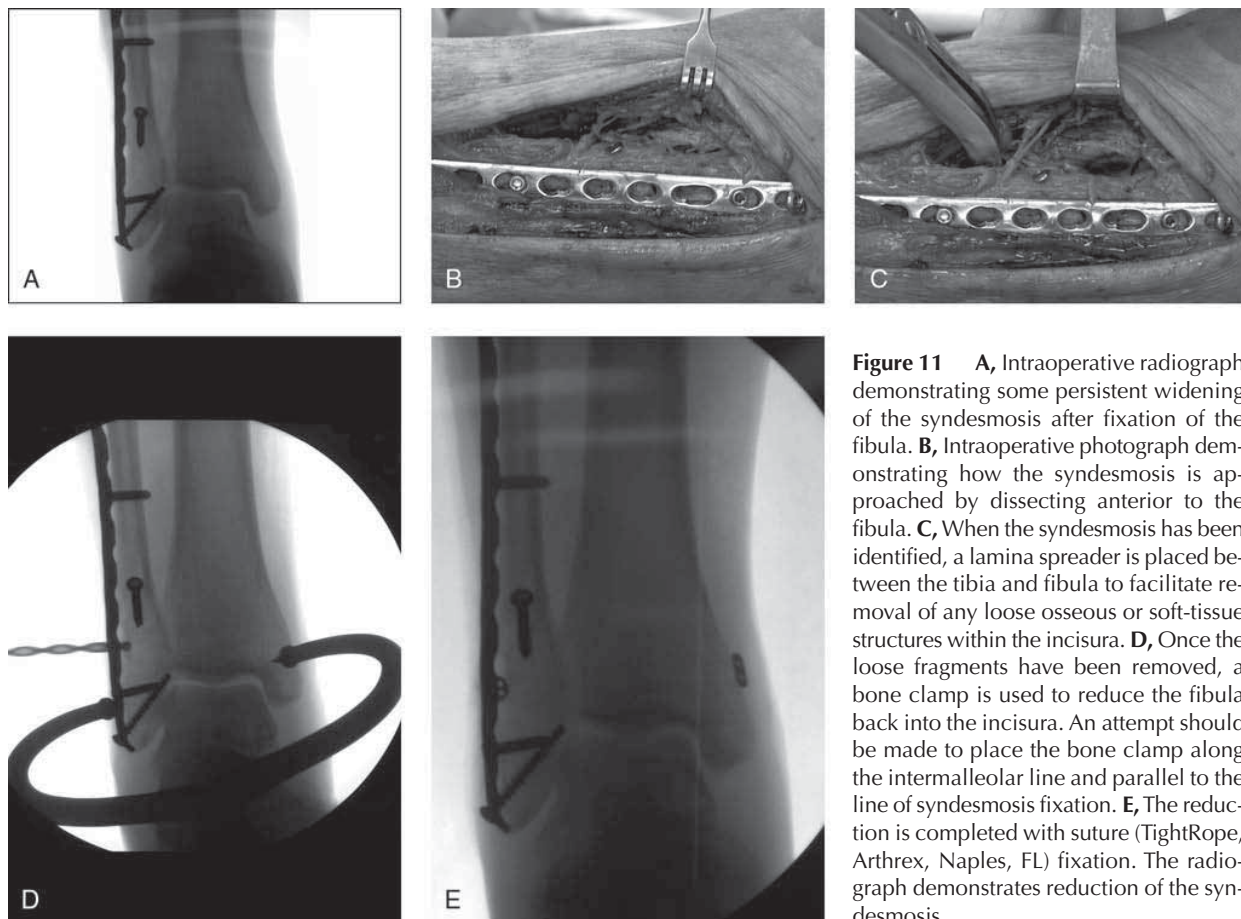 A
B
C
Figure 11 A, Intraoperative radiograph
demonstrating some persistent widening
of the syndesmosis after fixation of the
fibula. B, Intraoperative photograph dem-
onstrating how the syndesmosis is ap-
proached by dissecting anterior to the
fibula. C, When the syndesmosis has been
identified, a lamina spreader is placed be-
tween the tibia and fibula to facilitate re-
moval of any loose osseous or soft-tissue
structures within the incisura. D, Once the
loose fragments have been removed, a
bone clamp is used to reduce the fibula
back into the incisura. An attempt should
be made to place the bone clamp along
the intermalleolar line and parallel to the
line of syndesmosis fixation. E, The reduc-
tion is completed with suture (TightRope,
Arthrex, Naples, FL) fixation. The radio-
graph demonstrates reduction of the syn-
desmosis.
D
E